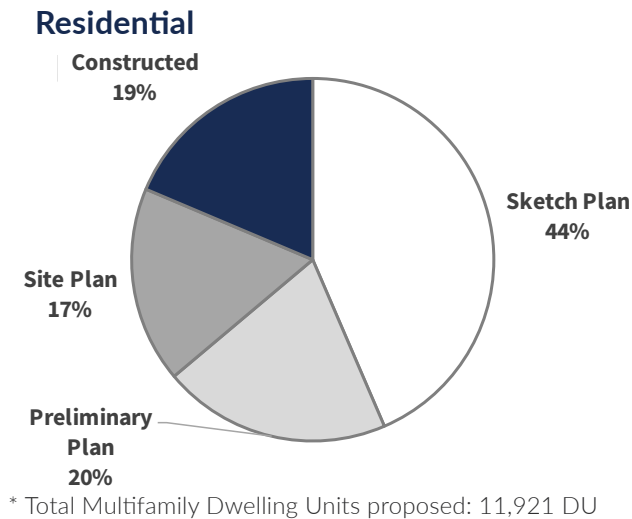 Residential
Constructed
19%
Sketch Plan
44%
Site Plan
17%
Preliminary
Plan
20%
* Total Multifamily Dwelling Units proposed: 11,921 DU